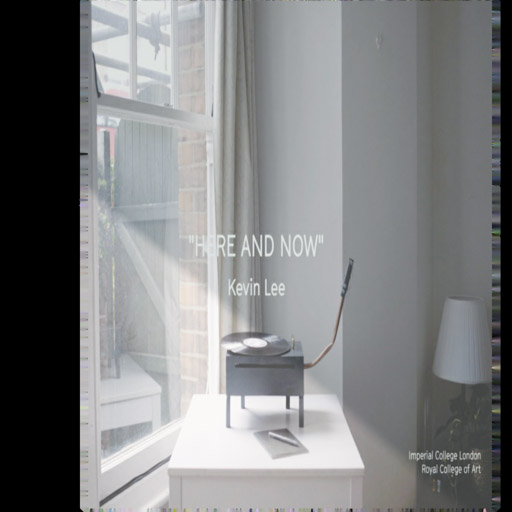 "HERE AND NOW"
Kevin Lee
Imperial College London
Royal College of Art